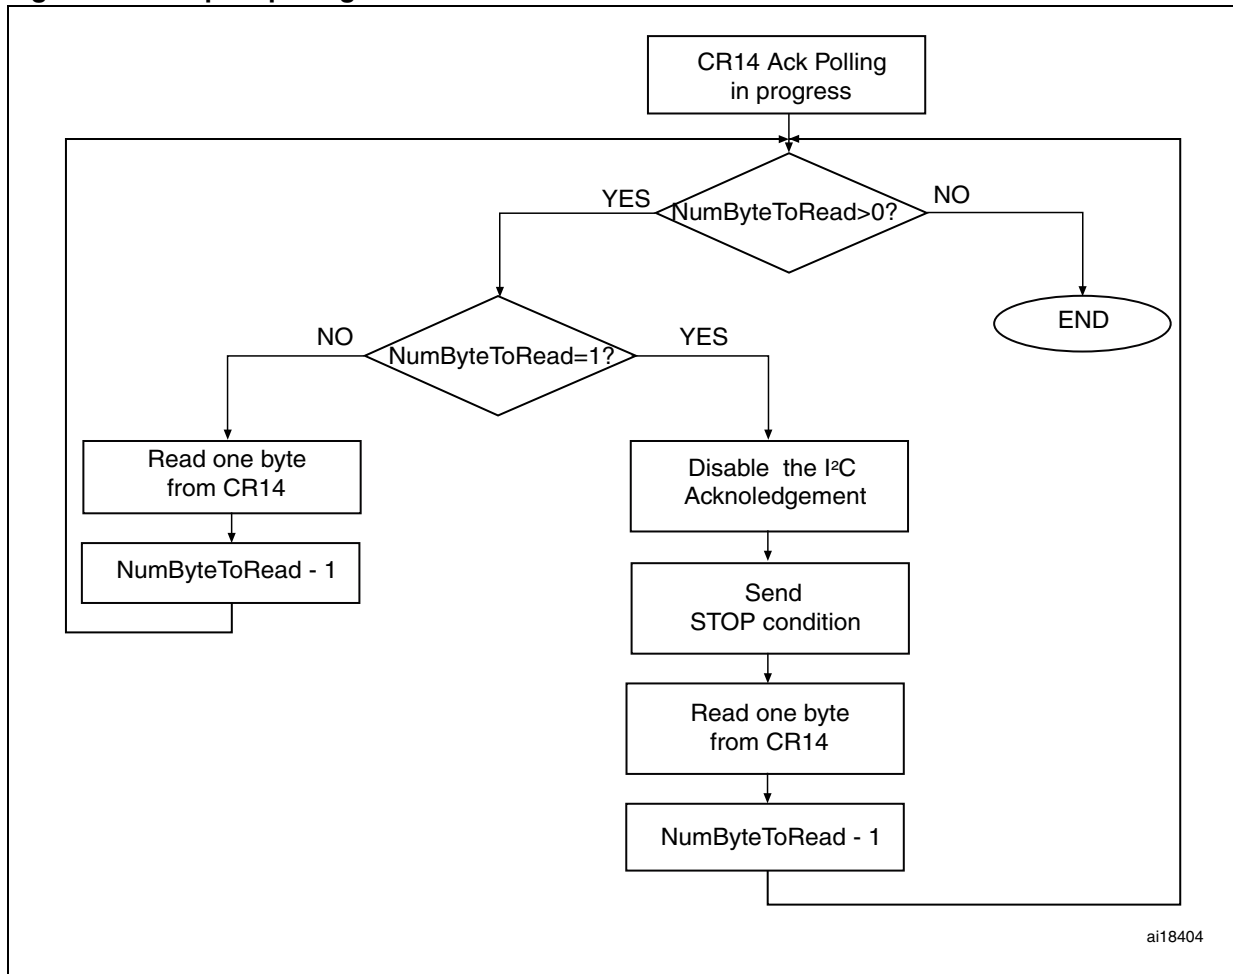 CR14 Ack Polling
in progress
YES
NumByteToRead>0?
NO
END
NO
NumByteToRead=1?
YES
Read one byte
from CR14
NumByteToRead - 1
Disable the I²C
Acknoledgement
Send
STOP condition
Read one byte
from CR14
NumByteToRead - 1
ai18404